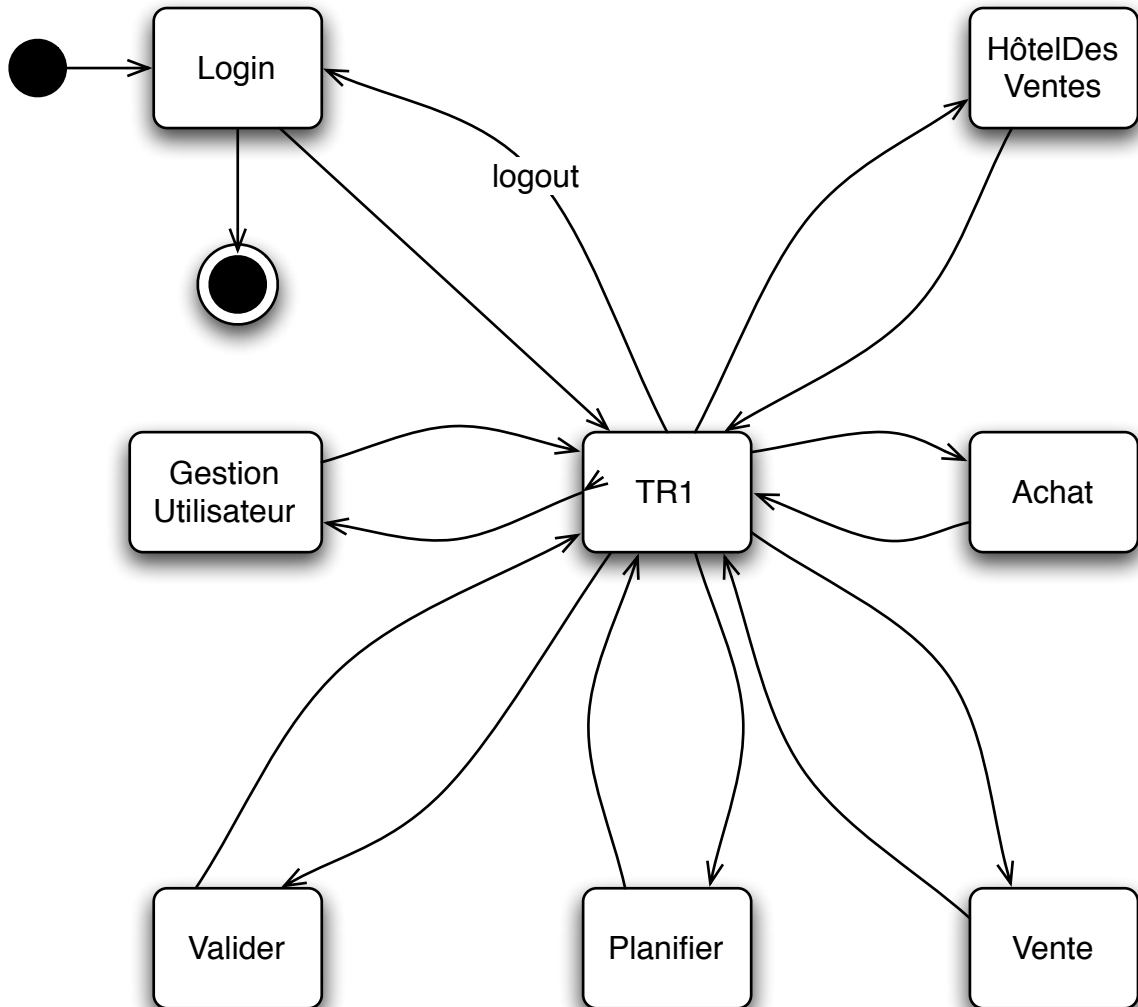 Login
HôtelDes
Ventes
logout
Gestion
Utilisateur
TR1
Achat
Valider
Planifier
Vente